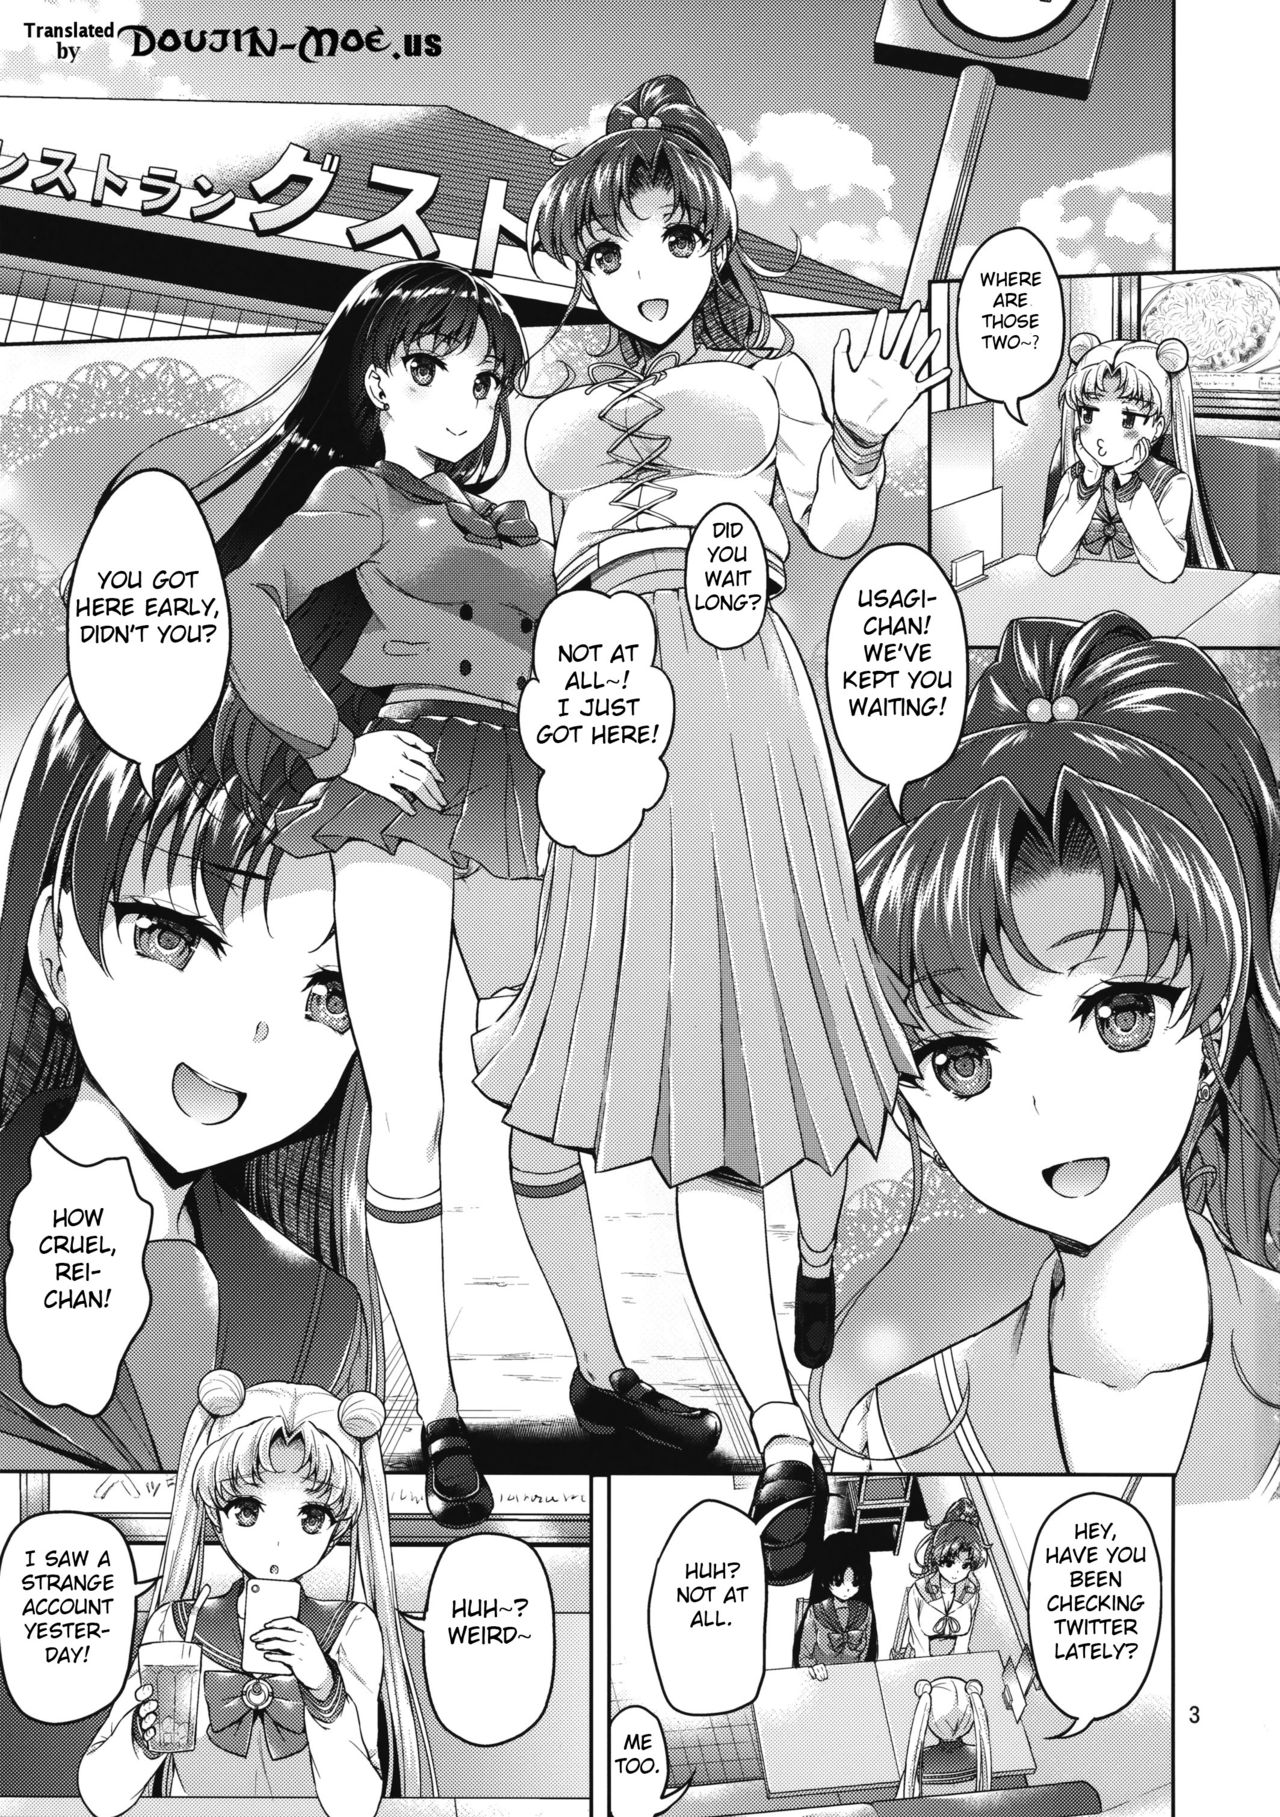 Translated
by DOUJIN-MOE.us
レストラン グスト
WHERE
ARE
THOSE
TWO~?
USAGI-
CHAN!
WE'VE
KEPT YOU
WAITING!
DID
YOU
WAIT
LONG?
NOT AT
ALL~!
I JUST
GOT HERE!
YOU GOT
HERE EARLY,
DIDN'T YOU?
HOW
CRUEL,
REI-
CHAN!
HEY,
HAVE YOU
BEEN
CHECKING
TWITTER
LATELY?
HUH?
NOT AT
ALL.
ME
TOO.
HUH~?
WEIRD~
I SAW A
STRANGE
ACCOUNT
YESTER-
DAY!
3